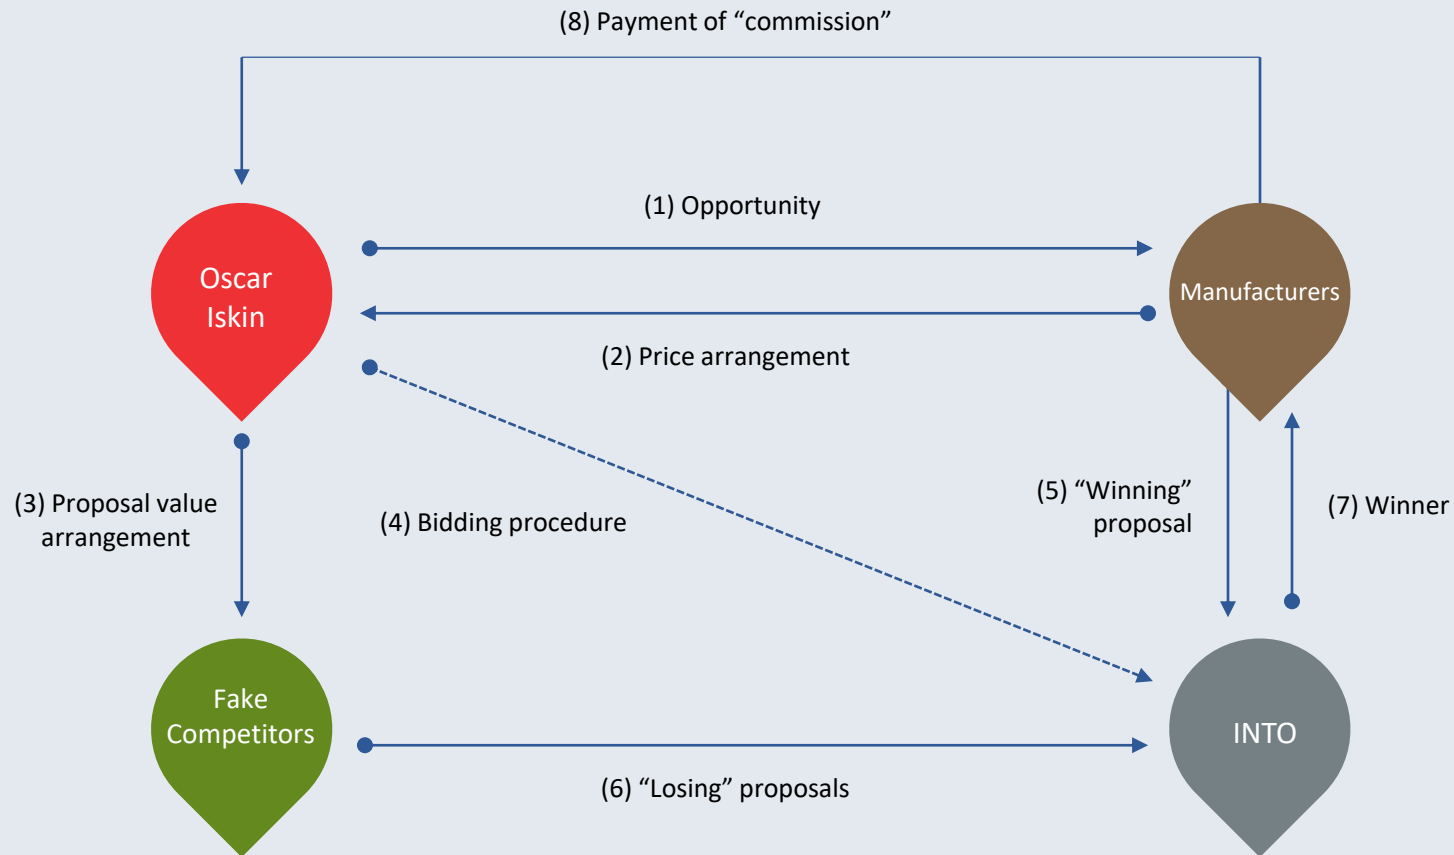 (8) Payment of “commission”
(1) Opportunity
Oscar
Iskin
Manufacturers
(2) Price arrangement
(3) Proposal value
arrangement
(4) Bidding procedure
(5) “Winning”
proposal
(7) Winner
Fake
Competitors
INTO
(6) “Losing” proposals